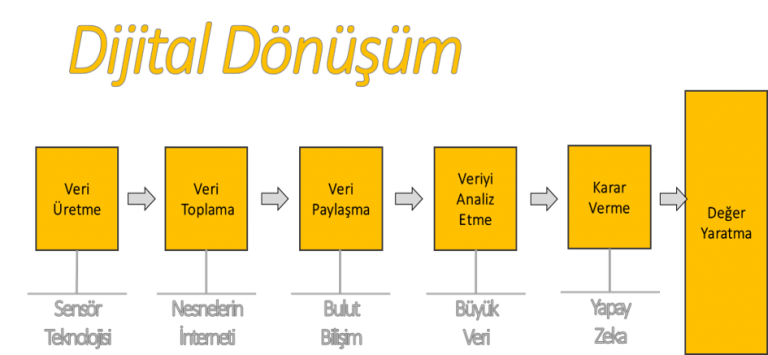 Dijital Dönüşüm
Veri
Üretme
Veri
Toplama
Veri
Paylaşma
Veriyi
Analiz
Etme
Karar
Verme
Değer
Yaratma
Sensör
Teknolojisi
Nesnelerin
İnterneti
Bulut
Bilişim
Büyük
Veri
Yapay
Zeka